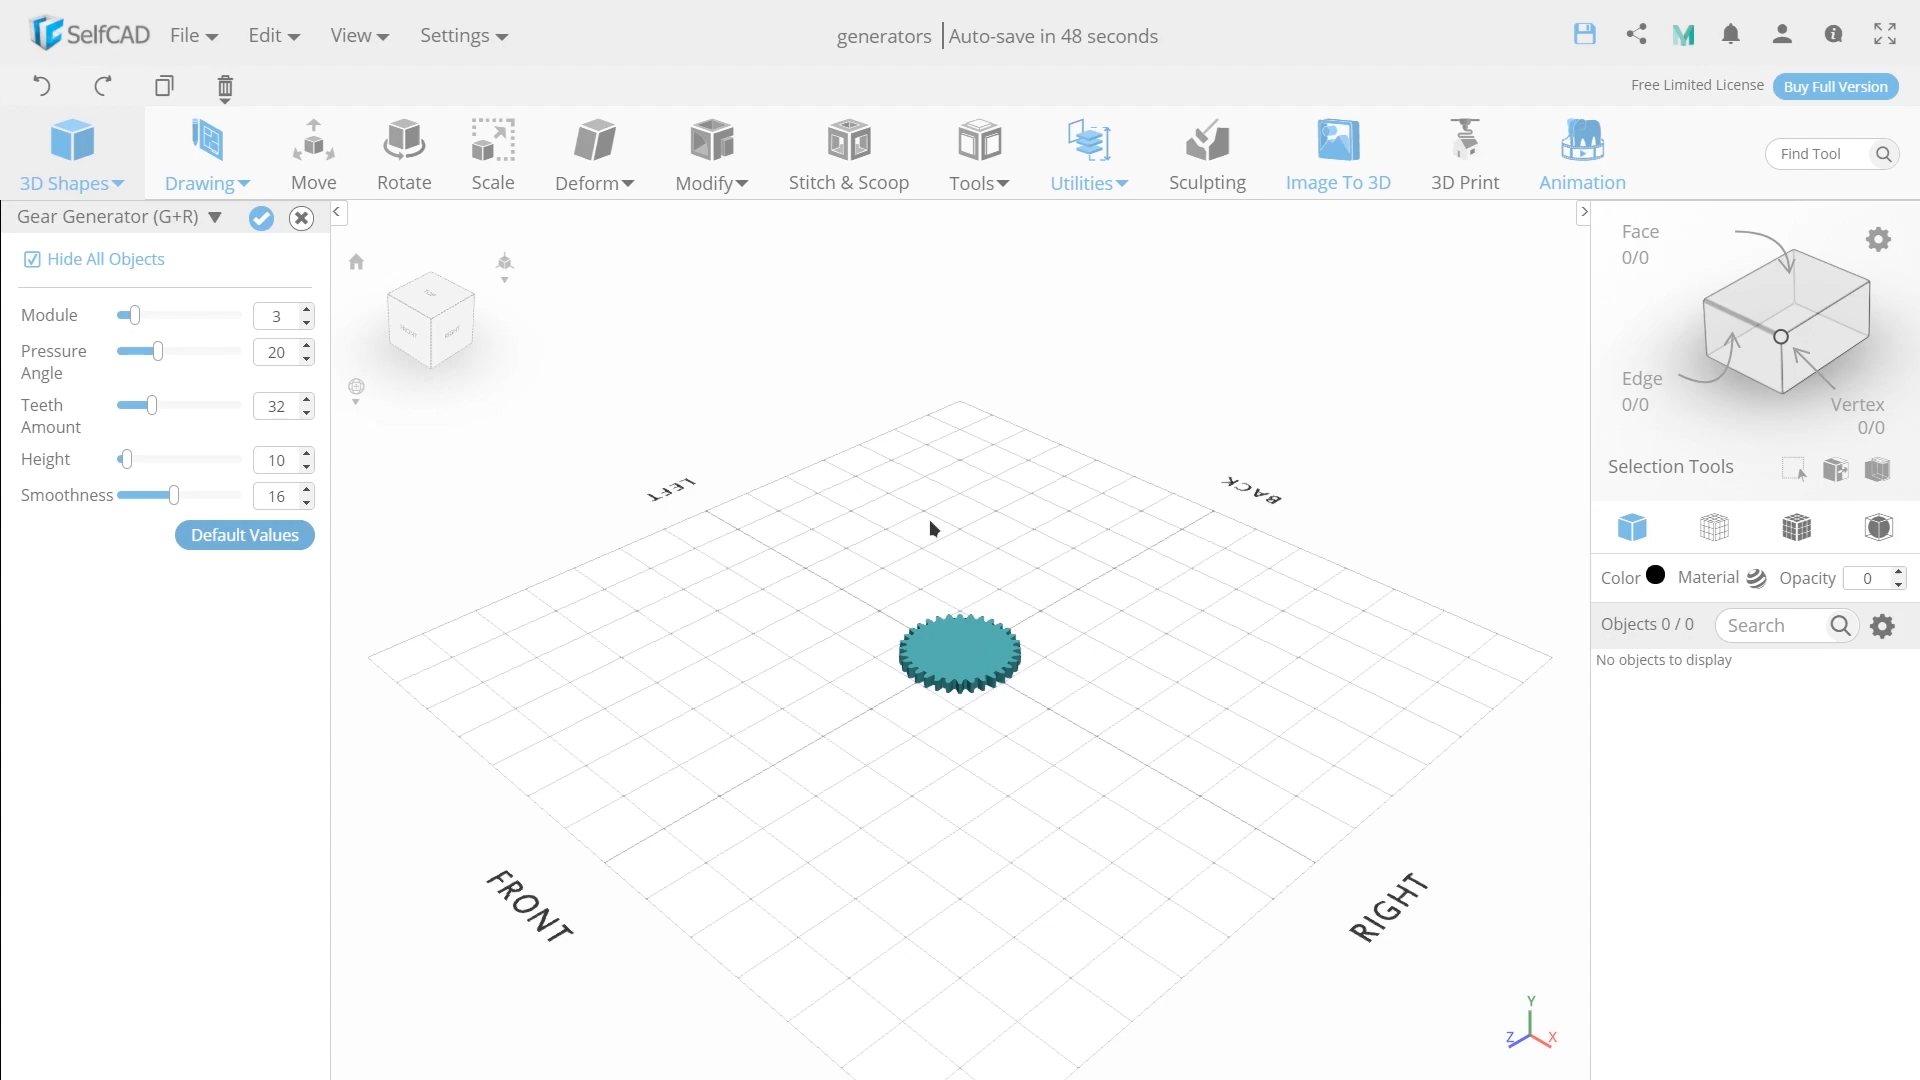 SelfCAD File Edit View Settings generators Auto-save in 48 seconds
Free Limited License Buy Full Version
3D Shapes Drawing Move Rotate Scale Deform Modify Stitch & Scoop Tools Utilities Sculpting Image To 3D 3D Print Animation Find Tool
Gear Generator (G+R)
Hide All Objects
Module 3
Pressure Angle 20
Teeth Amount 32
Height 10
Smoothness 16
Default Values
TOP
FRONT RIGHT
LEFT BACK
FRONT RIGHT
Y
Z X
Face
0/0
Edge
0/0
Vertex
0/0
Selection Tools
Color Material Opacity 0
Objects 0 / 0 Search
No objects to display